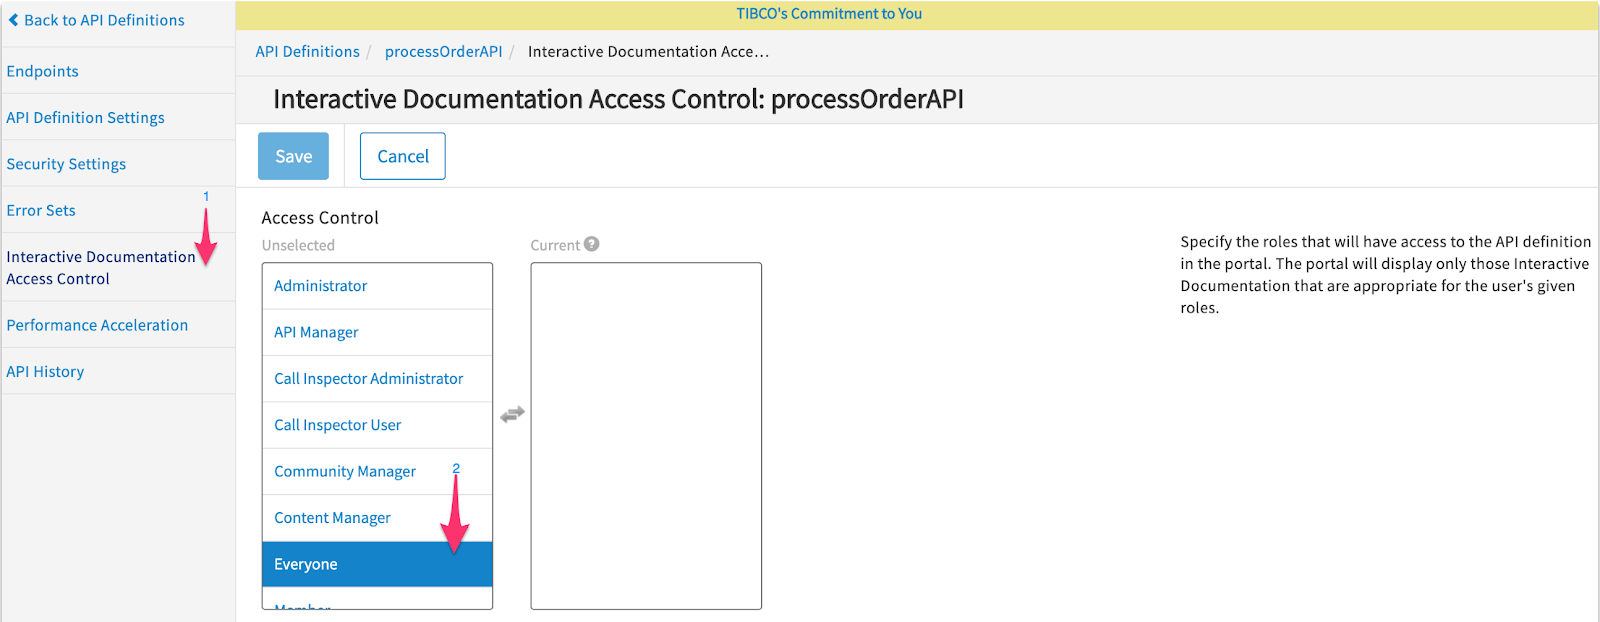 Back to API Definitions
TIBCO's Commitment to You
API Definitions / processOrderAPI / Interactive Documentation Acce...
Endpoints
API Definition Settings
Security Settings
Error Sets
1
Interactive Documentation
Access Control
Performance Acceleration
API History
Interactive Documentation Access Control: processOrderAPI
Save
Cancel
Access Control
Unselected
Administrator
API Manager
Call Inspector Administrator
Call Inspector User
Community Manager
2
Content Manager
Everyone
Member
Current ?
Specify the roles that will have access to the API definition
in the portal. The portal will display only those Interactive
Documentation that are appropriate for the user's given
roles.